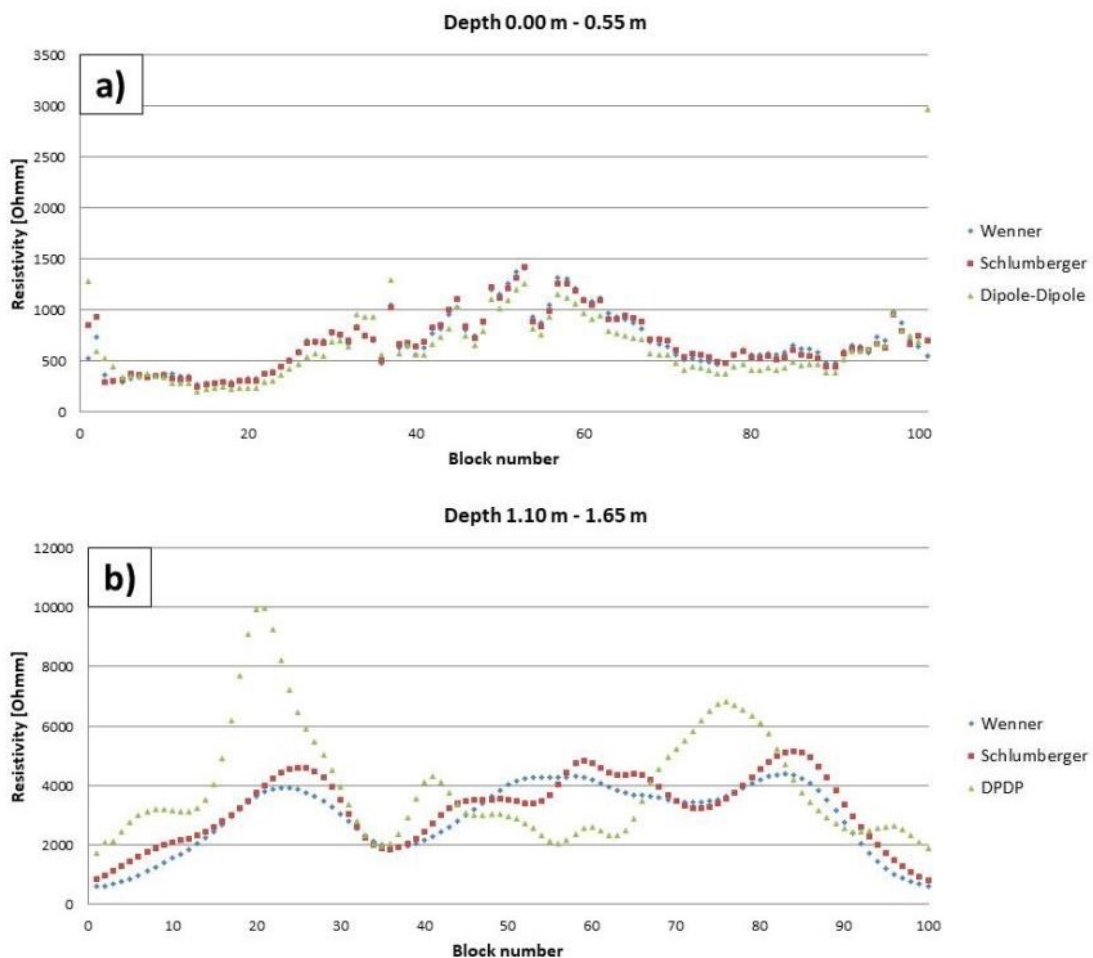 Depth 0.00 m - 0.55 m
a)
3500
3000
2500
2000
1500
1000
500
0
Resistivity [Ohmm]
0 20 40 60 80 100
Block number
Wenner
Schlumberger
Dipole-Dipole
Depth 1.10 m - 1.65 m
b)
12000
10000
8000
6000
4000
2000
0
Resistivity [Ohmm]
0 10 20 30 40 50 60 70 80 90 100
Block number
Wenner
Schlumberger
DPDP